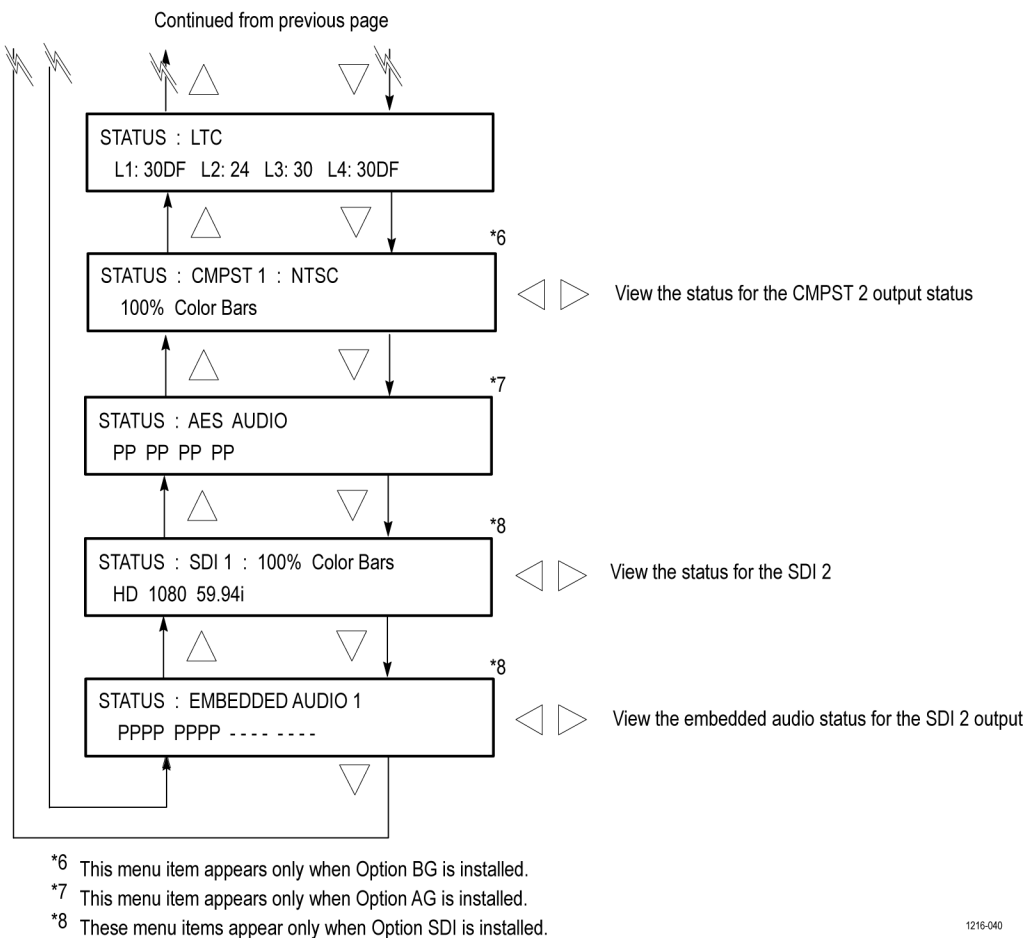 Continued from previous page
STATUS : LTC
L1: 30DF L2: 24 L3: 30 L4: 30DF
*6
STATUS : CMPST 1 : NTSC
100% Color Bars
View the status for the CMPST 2 output status
*7
STATUS : AES AUDIO
PP PP PP PP
*8
STATUS : SDI 1 : 100% Color Bars
HD 1080 59.94i
View the status for the SDI 2
*8
STATUS : EMBEDDED AUDIO 1
PPPP PPPP - - - - - - - -
View the embedded audio status for the SDI 2 output
*6 This menu item appears only when Option BG is installed.
*7 This menu item appears only when Option AG is installed.
*8 These menu items appear only when Option SDI is installed.
1216-040